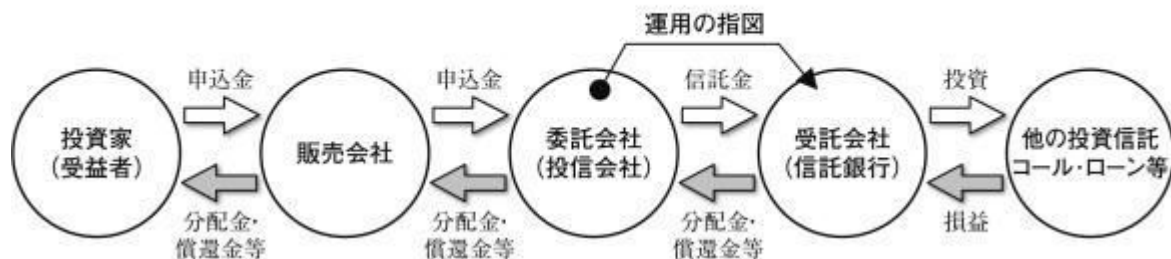 運用の指図
申込金
申込金
信託金
投資
投資家
(受益者)
販売会社
委託会社
(投信会社)
受託会社
(信託銀行)
他の投資信託
コール・ローン等
分配金・
償還金等
分配金・
償還金等
分配金・
償還金等
損益